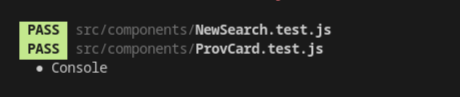 PASS src/components/NewSearch.test.js
PASS src/components/ProvCard.test.js
● Console